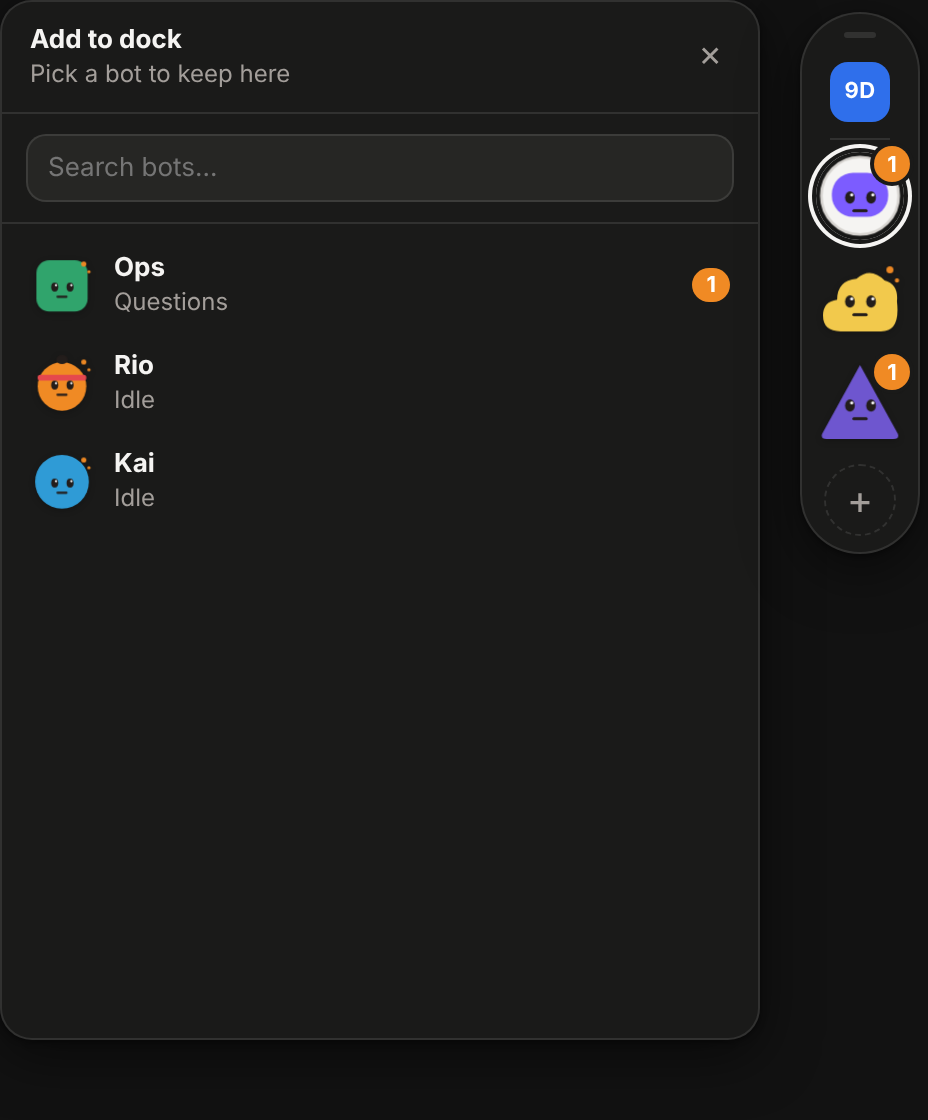 Add to dock
Pick a bot to keep here
×
Search bots...
Ops
Questions
1
Rio
Idle
Kai
Idle
9D
1
1
+